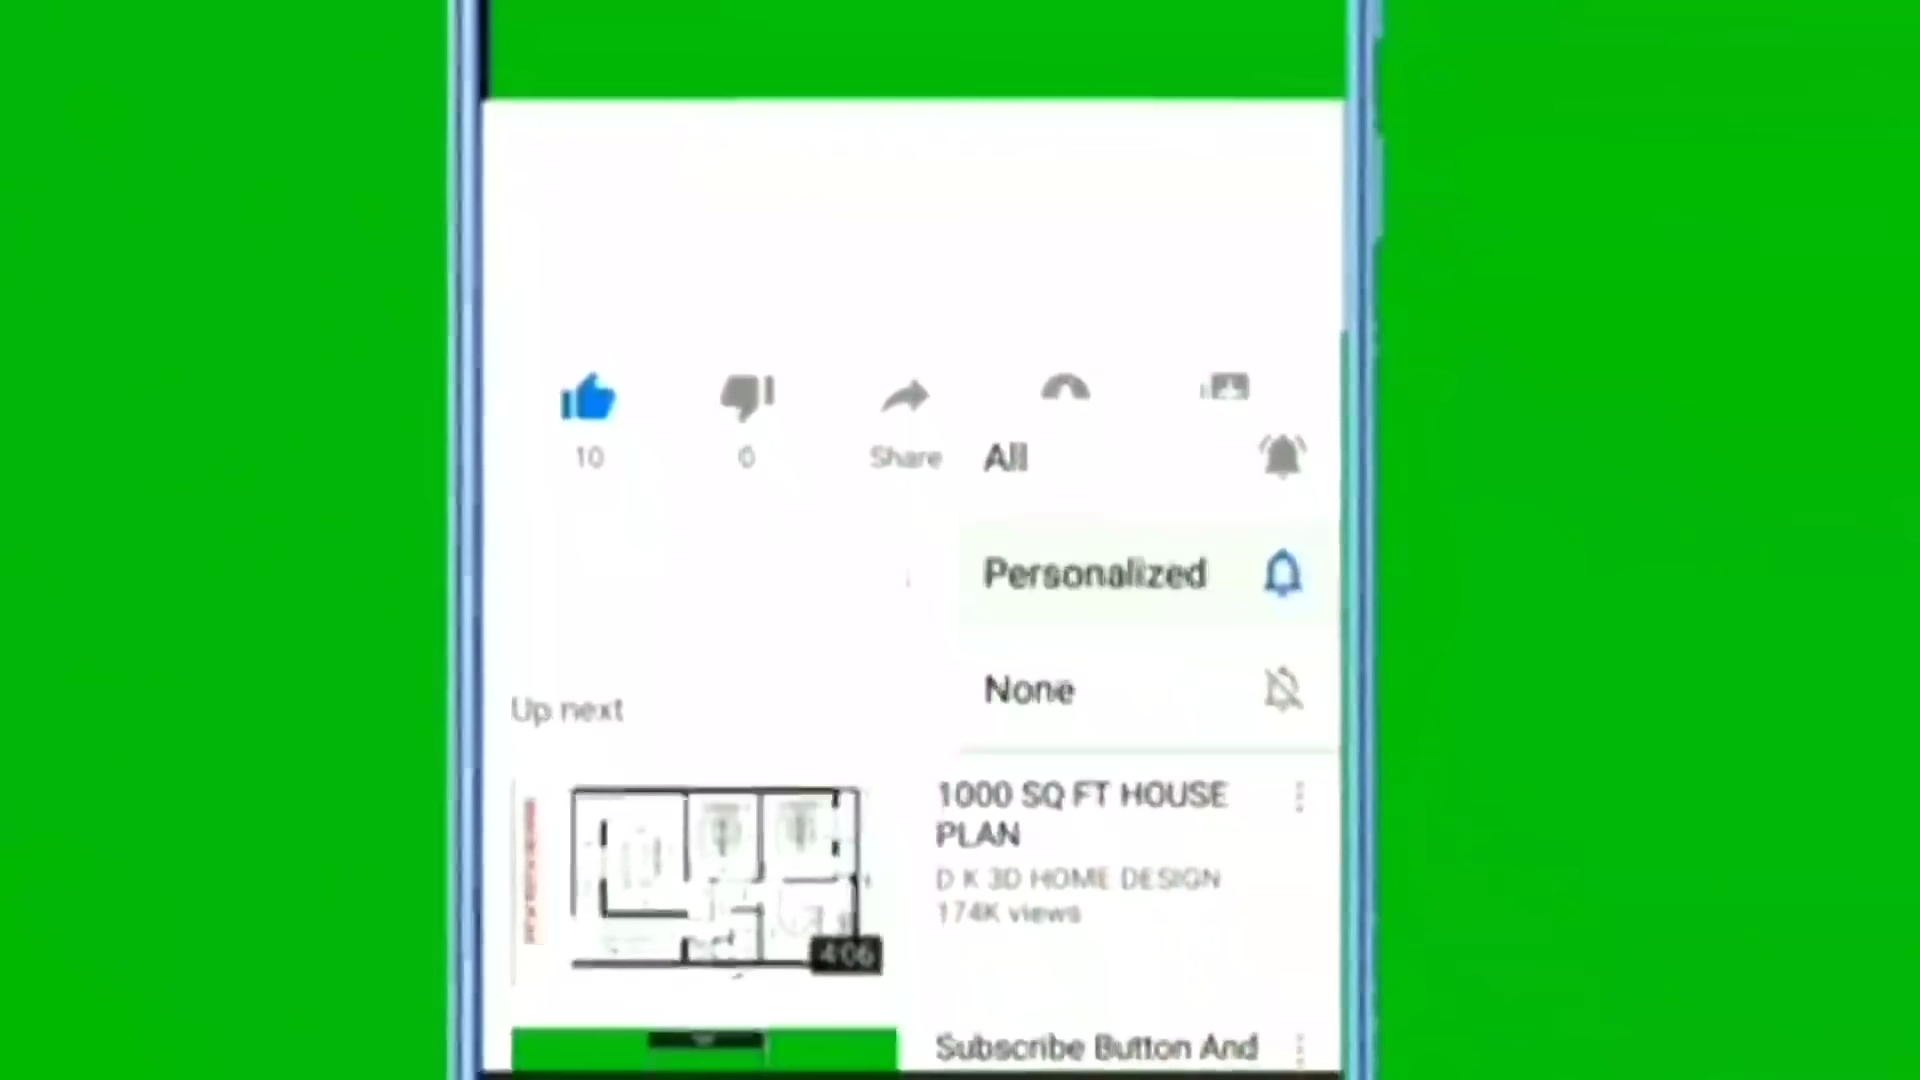 10
0
Share
All
Personalized
None
Up next
1000 SQ FT HOUSE
PLAN
D K 3D HOME DESIGN
174K views
4:06
Subscribe Button And